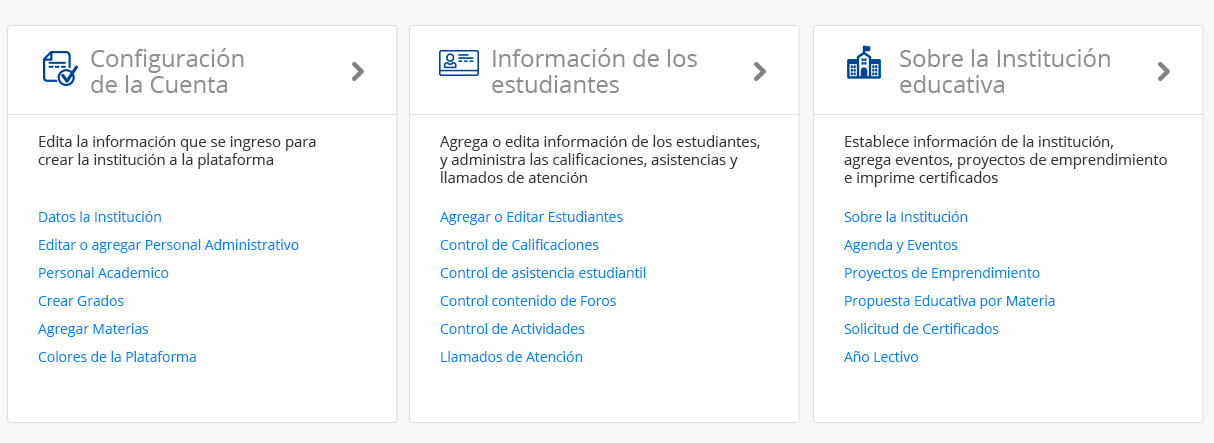 Configuración
de la Cuenta
Edita la información que se ingreso para
crear la institución a la plataforma
Datos la Institución
Editar o agregar Personal Administrativo
Personal Academico
Crear Grados
Agregar Materias
Colores de la Plataforma
Información de los
estudiantes
Agrega o edita información de los estudiantes,
y administra las calificaciones, asistencias y
llamados de atención
Agregar o Editar Estudiantes
Control de Calificaciones
Control de asistencia estudiantil
Control contenido de Foros
Control de Actividades
Llamados de Atención
Sobre la Institución
educativa
Establece información de la institución,
agrega eventos, proyectos de emprendimiento
e imprime certificados
Sobre la Institución
Agenda y Eventos
Proyectos de Emprendimiento
Propuesta Educativa por Materia
Solicitud de Certificados
Año Lectivo